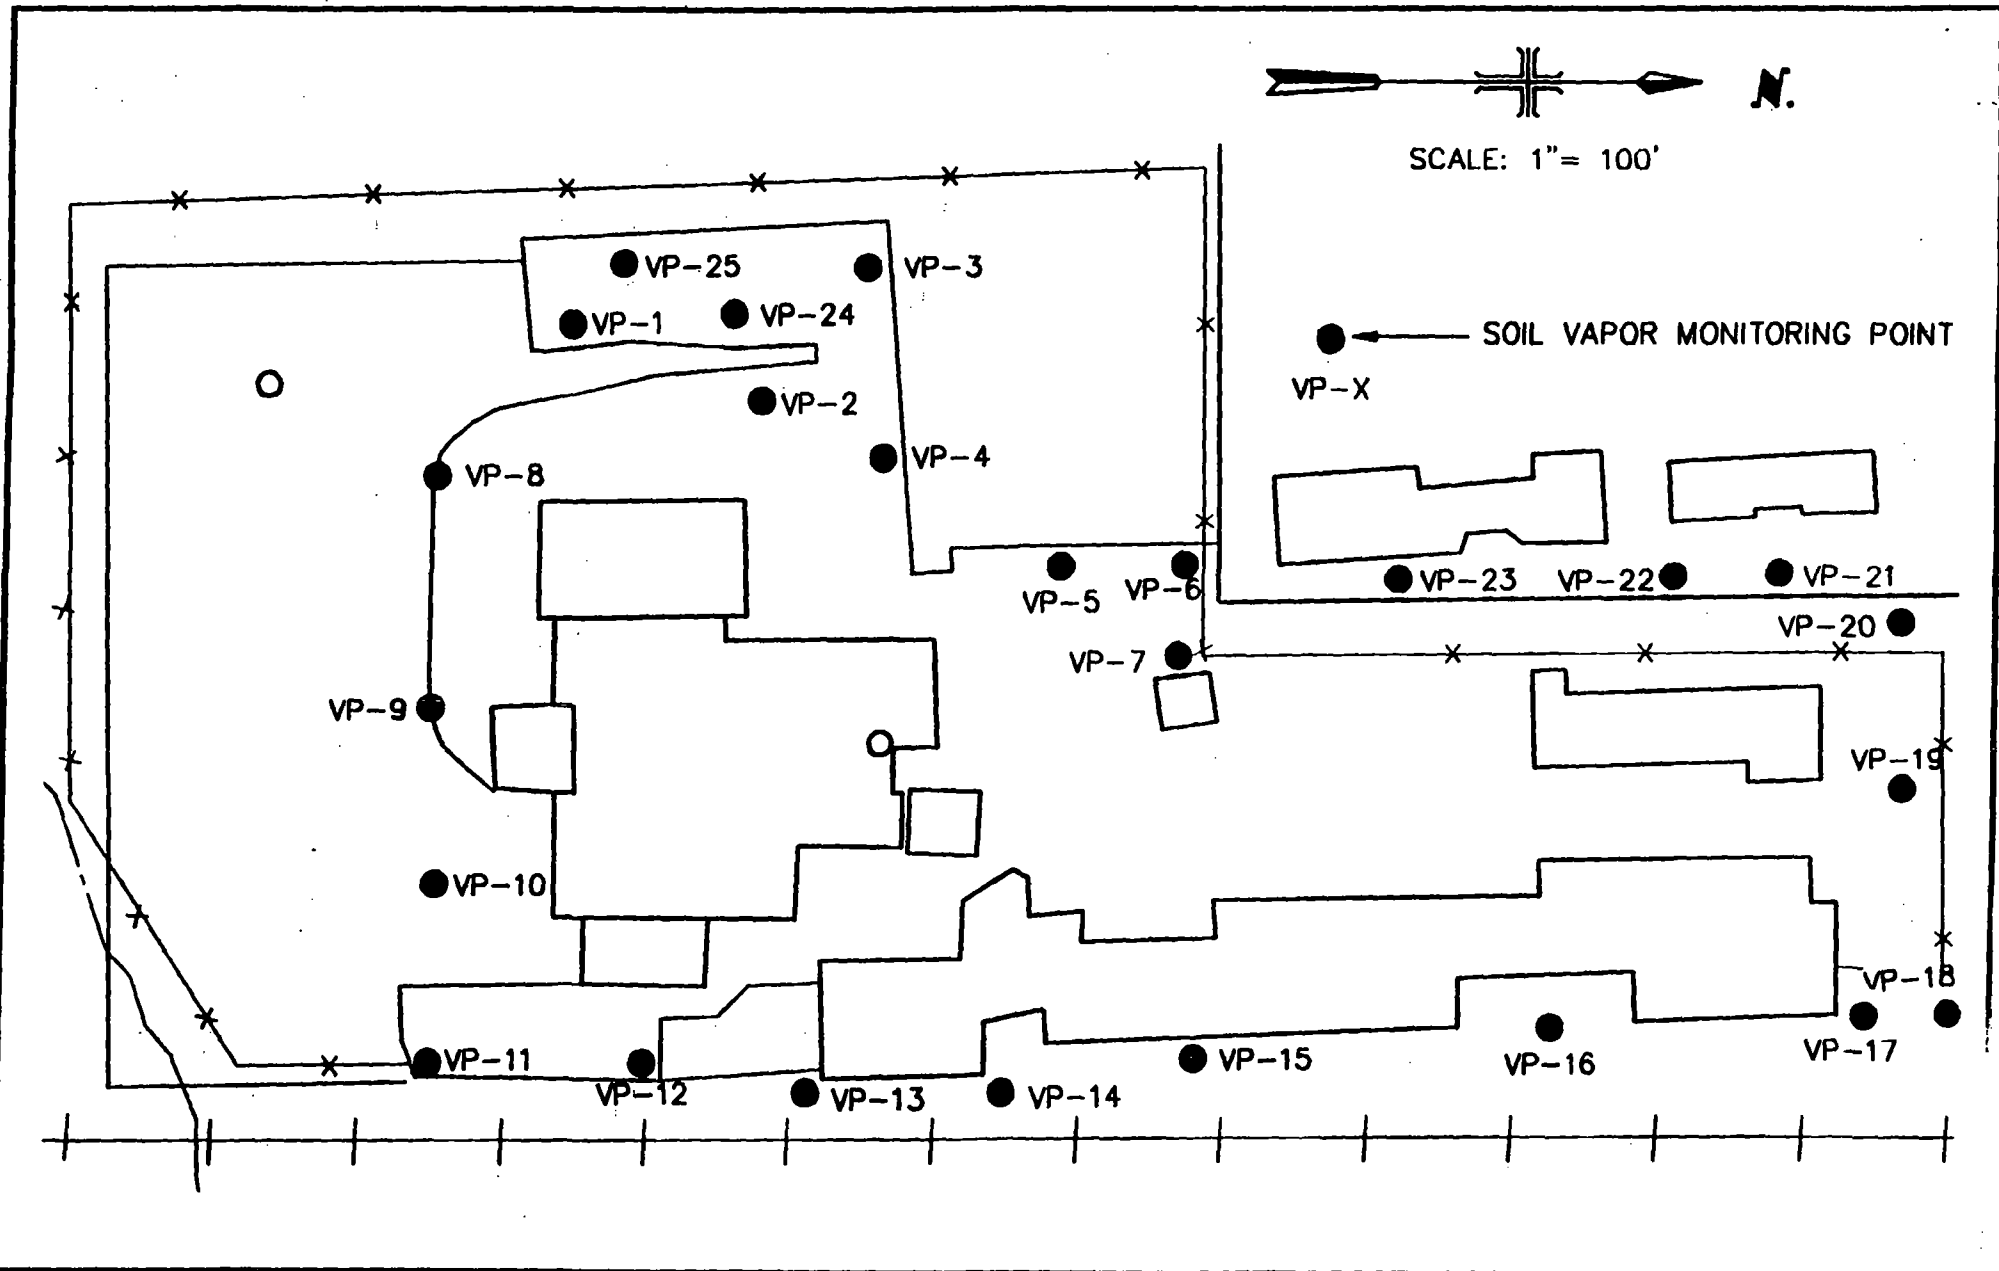 N.
SCALE: 1"= 100'
VP-25
VP-3
VP-1
VP-24
SOIL VAPOR MONITORING POINT
VP-X
VP-2
VP-4
VP-8
VP-5
VP-6
VP-23
VP-22
VP-21
VP-20
VP-7
VP-9
VP-19
VP-10
VP-18
VP-11
VP-12
VP-13
VP-14
VP-15
VP-16
VP-17